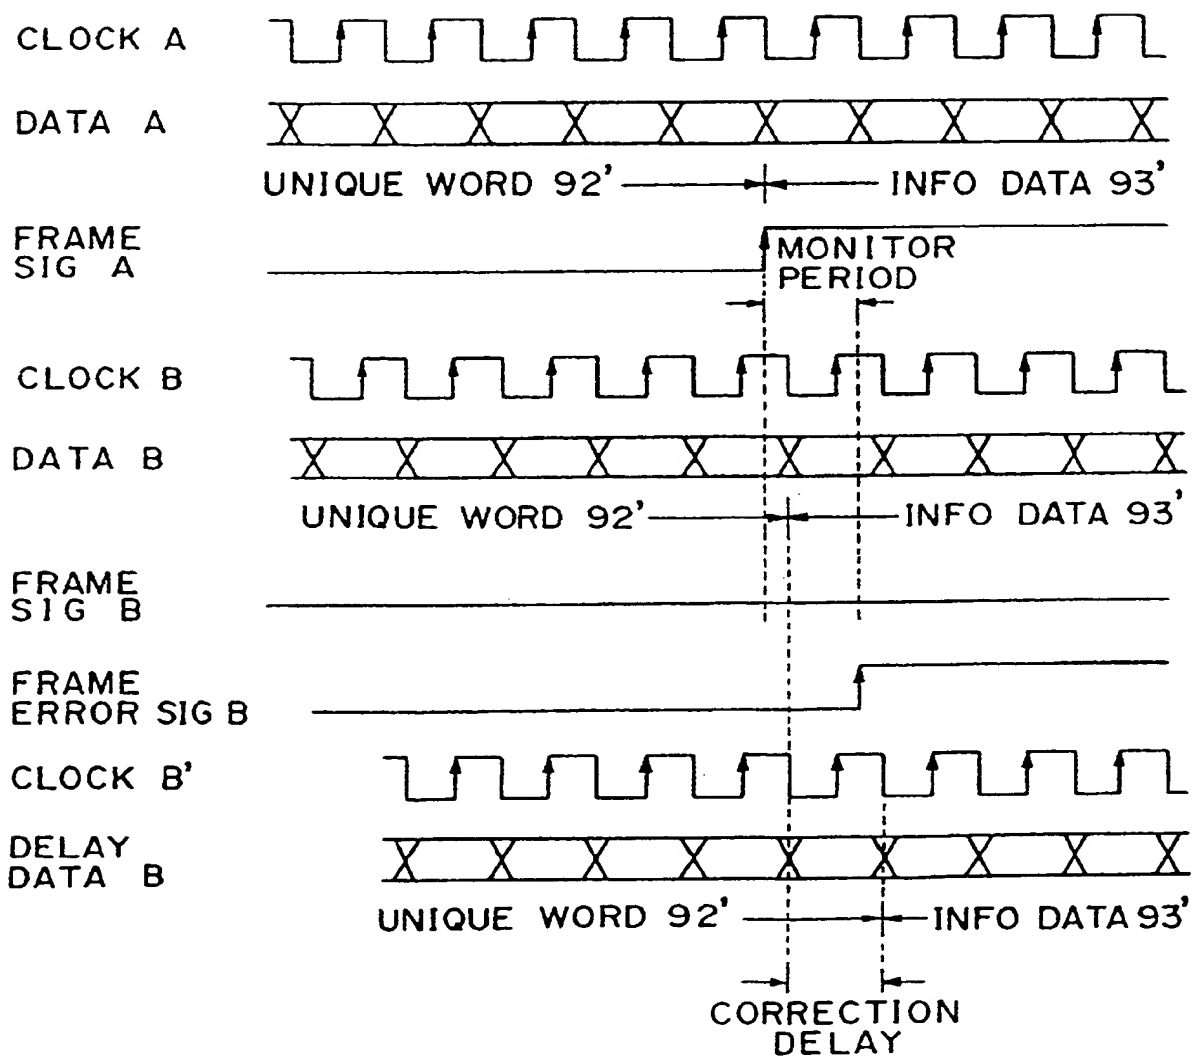 CLOCK A
DATA A
UNIQUE WORD 92' INFO DATA 93'
FRAME
SIG A
MONITOR
PERIOD
CLOCK B
DATA B
UNIQUE WORD 92' INFO DATA 93'
FRAME
SIG B
FRAME
ERROR SIG B
CLOCK B'
DELAY
DATA B
UNIQUE WORD 92' INFO DATA 93'
CORRECTION
DELAY